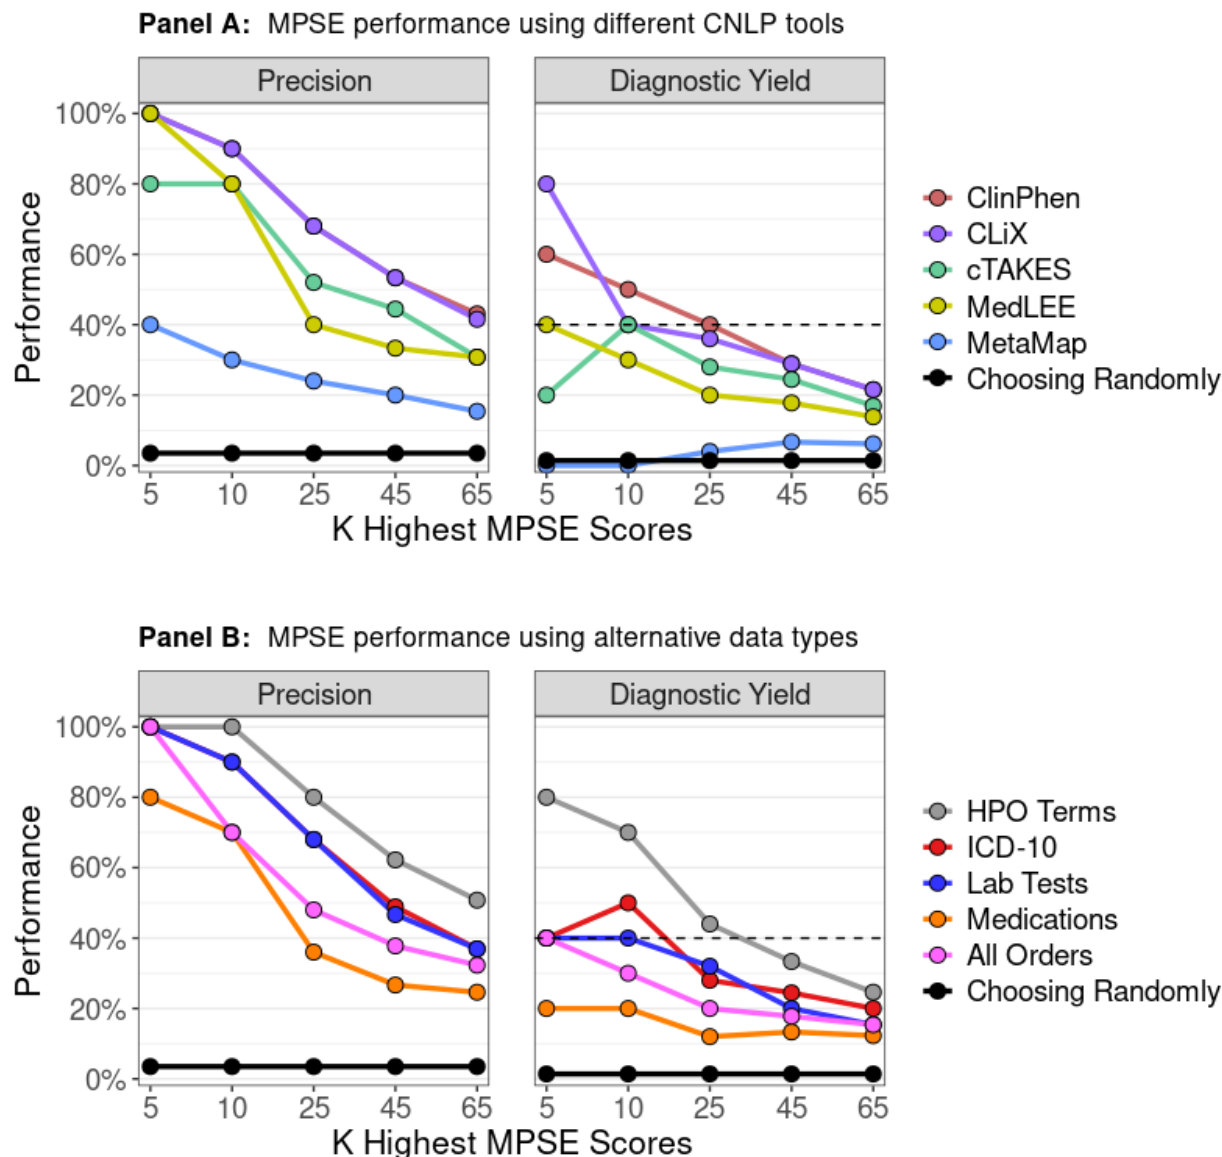 Panel A: MPSE performance using different CNLP tools
Precision
Diagnostic Yield
Performance
100%
80%
60%
40%
20%
0%
5 10 25 45 65
5 10 25 45 65
K Highest MPSE Scores
ClinPhen
CLiX
cTAKES
MedLEE
MetaMap
Choosing Randomly
Panel B: MPSE performance using alternative data types
Precision
Diagnostic Yield
Performance
100%
80%
60%
40%
20%
0%
5 10 25 45 65
5 10 25 45 65
K Highest MPSE Scores
HPO Terms
ICD-10
Lab Tests
Medications
All Orders
Choosing Randomly